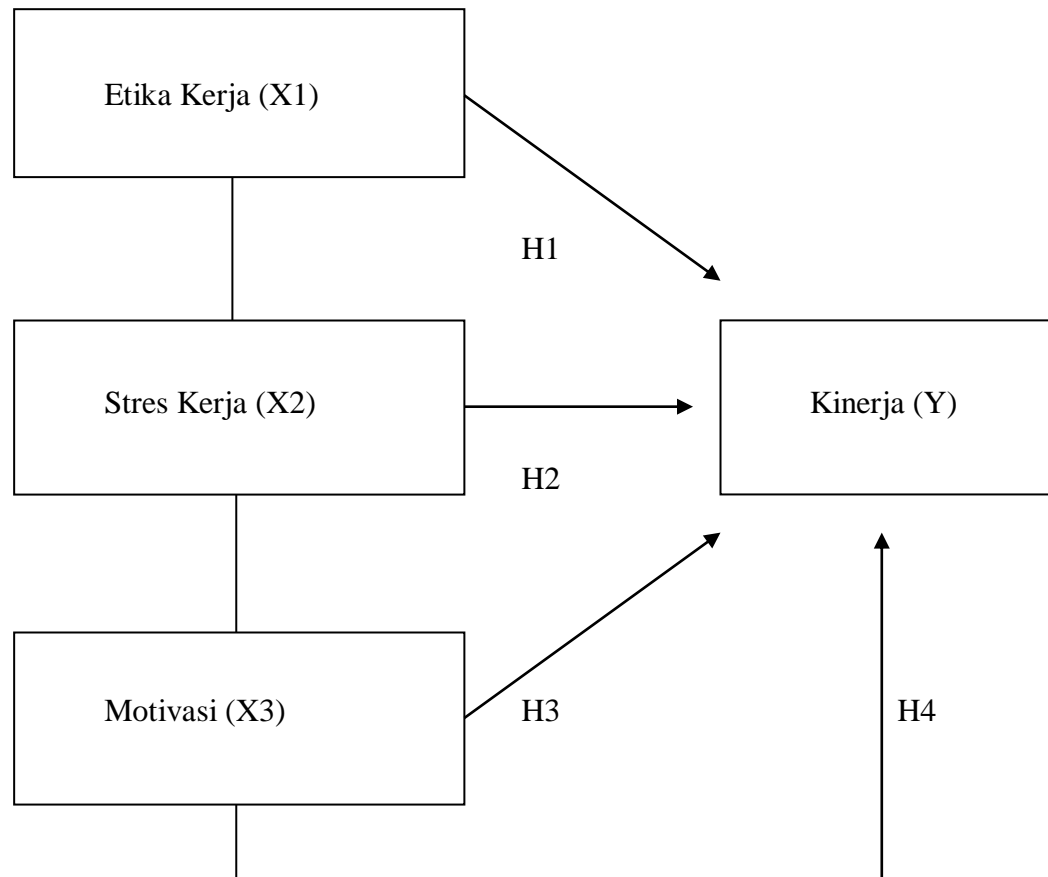 Etika Kerja (X1)
H1
Stres Kerja (X2)
Kinerja (Y)
H2
Motivasi (X3)
H3
H4